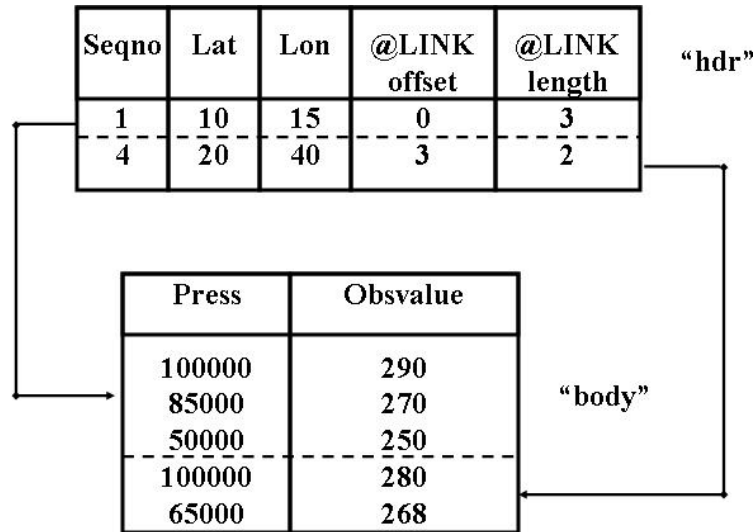 Seqno Lat Lon @LINK offset @LINK length
“hdr”
1 10 15 0 3
4 20 40 3 2
Press Obsvalue
100000 290
85000 270
“body”
50000 250
100000 280
65000 268